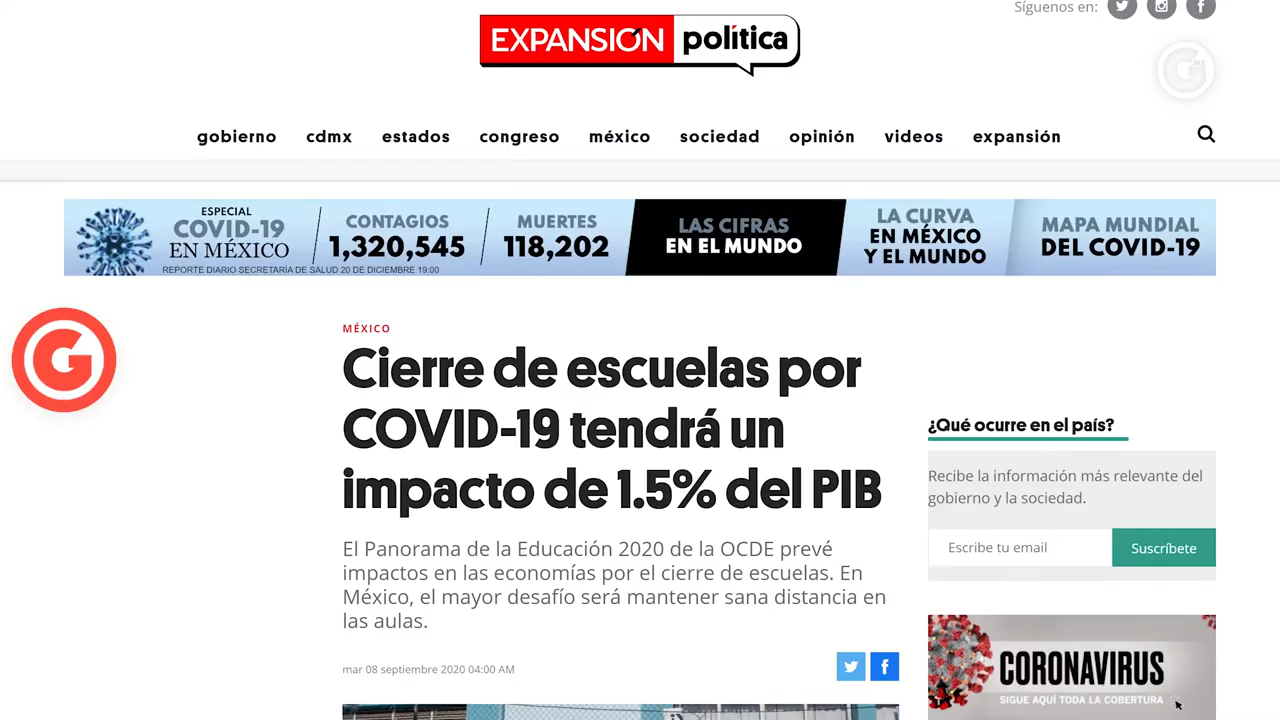 Síguenos en:
EXPANSIÓN política
gobierno cdmx estados congreso méxico sociedad opinión videos expansión
ESPECIAL
COVID-19
EN MÉXICO
CONTAGIOS
1,320,545
MUERTES
118,202
REPORTE DIARIO SECRETARÍA DE SALUD 20 DE DICIEMBRE 19:00
LAS CIFRAS
EN EL MUNDO
LA CURVA
EN MÉXICO
Y EL MUNDO
MAPA MUNDIAL
DEL COVID-19
MÉXICO
Cierre de escuelas por
COVID-19 tendrá un
impacto de 1.5% del PIB
El Panorama de la Educación 2020 de la OCDE prevé
impactos en las economías por el cierre de escuelas. En
México, el mayor desafío será mantener sana distancia en
las aulas.
mar 08 septiembre 2020 04:00 AM
¿Qué ocurre en el país?
Recibe la información más relevante del
gobierno y la sociedad.
Escribe tu email
Suscríbete
CORONAVIRUS
SIGUE AQUÍ TODA LA COBERTURA
G
G